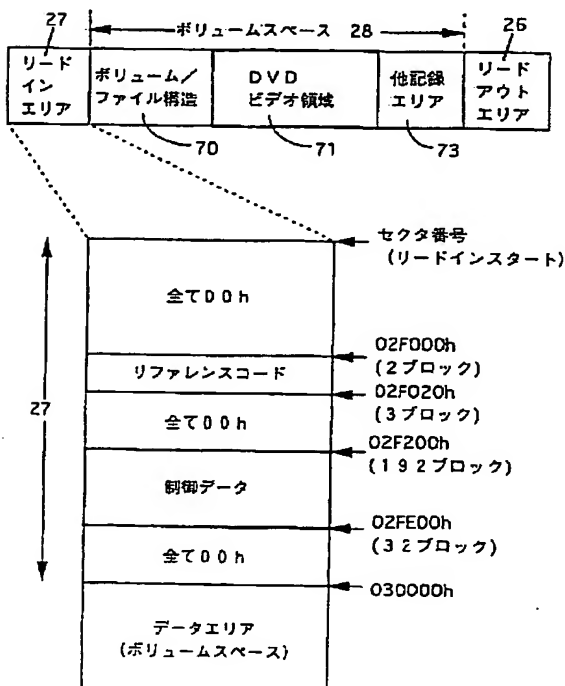 27
ボリュームスペース 28
26
リード
イン
エリア
ボリューム／
ファイル構造
DVD
ビデオ領域
他記録
エリア
リード
アウト
エリア
70
71
73
セクタ番号
(リードインスタート)
全てD0h
02F000h
(2ブロック)
リファレンスコード
02F020h
(3ブロック)
27
全てD0h
02F200h
(192ブロック)
制御データ
02FE00h
(32ブロック)
全てD0h
030000h
データエリア
(ボリュームスペース)